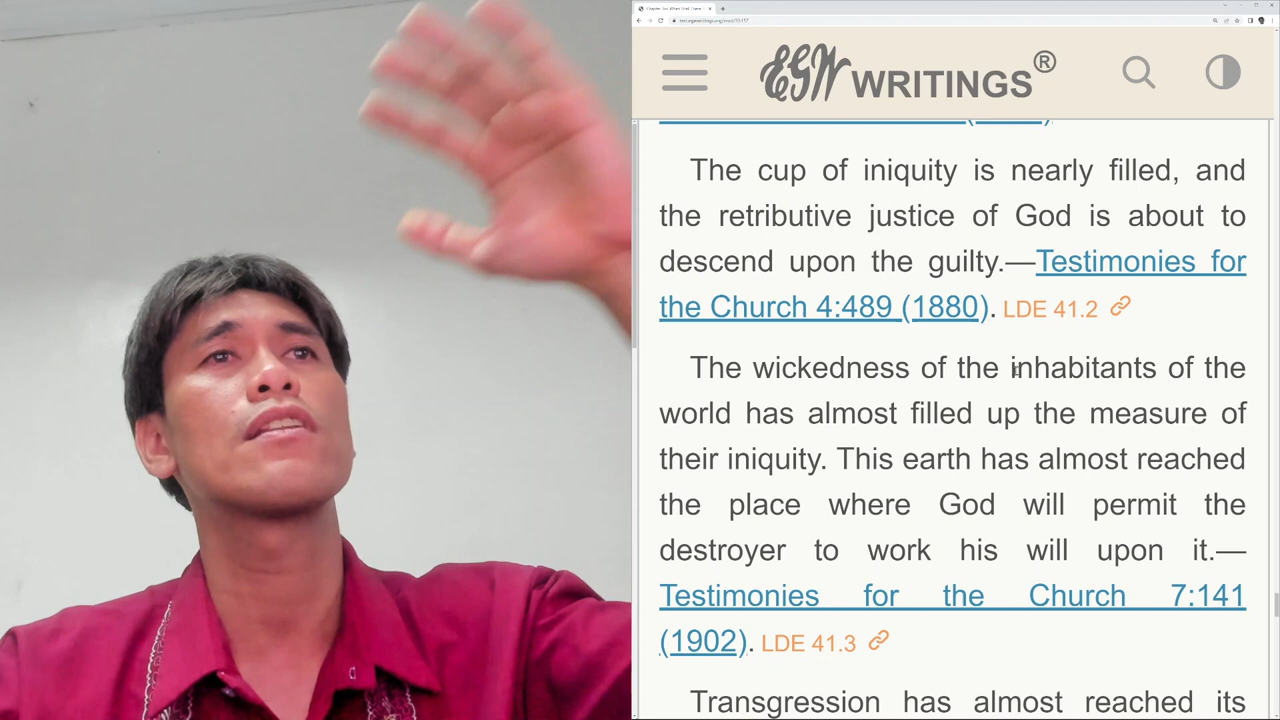 EGW WRITINGS®
The cup of iniquity is nearly filled, and
the retributive justice of God is about to
descend upon the guilty.—Testimonies for
the Church 4:489 (1880). LDE 41.2
The wickedness of the inhabitants of the
world has almost filled up the measure of
their iniquity. This earth has almost reached
the place where God will permit the
destroyer to work his will upon it.—
Testimonies for the Church 7:141
(1902). LDE 41.3
Transgression has almost reached its